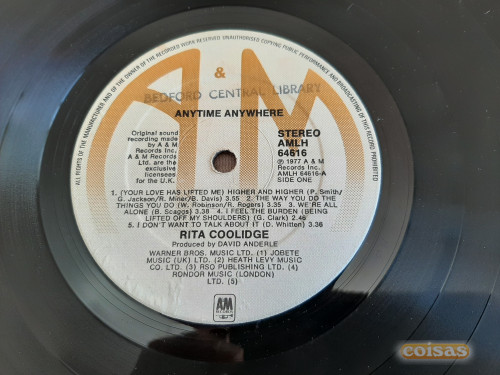 ALL RIGHTS OF THE MANUFACTURER AND OF THE OWNER OF THE RECORDED WORK RESERVED UNAUTHORISED COPYING PUBLIC PERFORMANCE AND BROADCASTING OF THIS RECORD PROHIBITED
A&M
BEDFORD CENTRAL LIBRARY
ANYTIME ANYWHERE
Original sound
recording made
by A & M
Records Inc.
A & M Records
Ltd. are the
exclusive
licensees
for the U.K.
STEREO
AMLH
64616
℗ 1977 A & M
Records Inc.
AMLH 64616-A
SIDE ONE
1. (YOUR LOVE HAS LIFTED ME) HIGHER AND HIGHER (P. Smith/
G. Jackson/R. Miner/B. Davis) 3.55 2. THE WAY YOU DO THE
THINGS YOU DO (W. Robinson/R. Rogers) 3.35 3. WE'RE ALL
ALONE (B. Scaggs) 3.38 4. I FEEL THE BURDEN (BEING
LIFTED OFF MY SHOULDERS) (G. Clark) 2.46
5. I DON'T WANT TO TALK ABOUT IT (D. Whitten) 3.36
RITA COOLIDGE
Produced by DAVID ANDERLE
WARNER BROS. MUSIC LTD. (1) JOBETE
MUSIC (UK) LTD. (2) HEATH LEVY MUSIC
CO. LTD. (3) RSO PUBLISHING LTD. (4)
RONDOR MUSIC (LONDON)
LTD. (5)
A&M
RECORDS
coisas